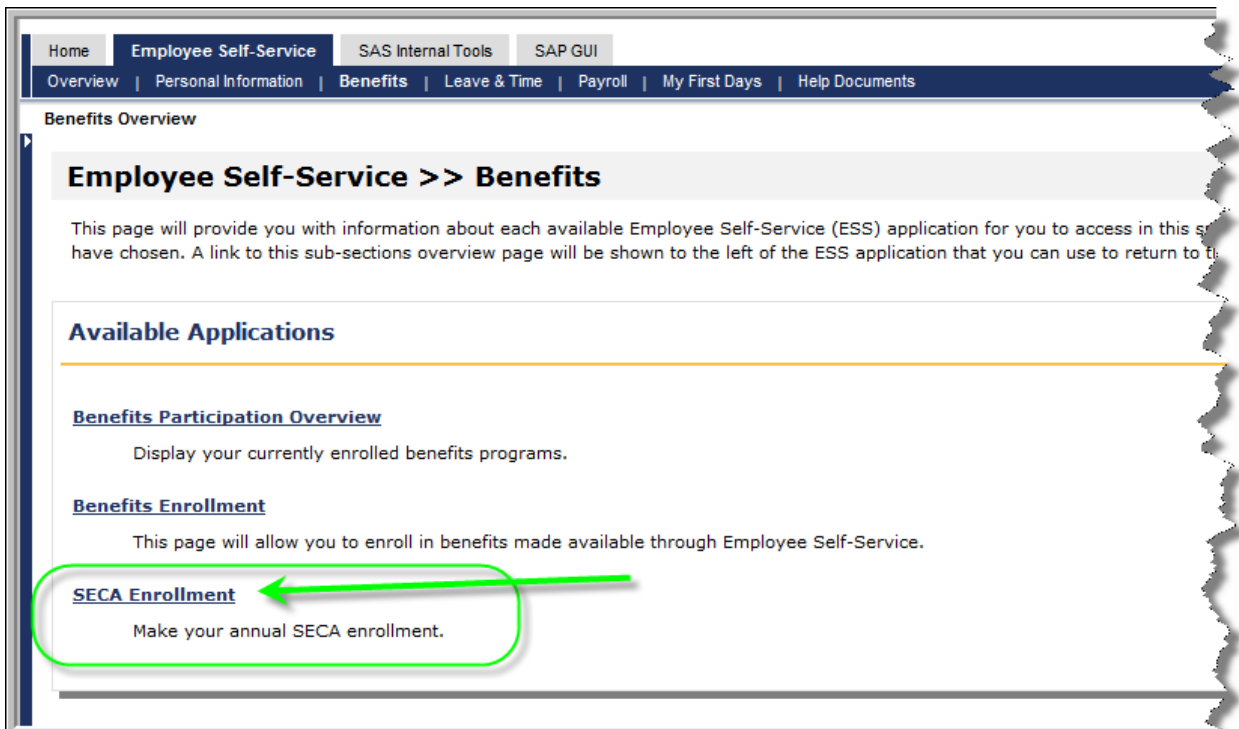 Home Employee Self-Service SAS Internal Tools SAP GUI
Overview | Personal Information | Benefits | Leave & Time | Payroll | My First Days | Help Documents
Benefits Overview
Employee Self-Service >> Benefits
This page will provide you with information about each available Employee Self-Service (ESS) application for you to access in this
have chosen. A link to this sub-sections overview page will be shown to the left of the ESS application that you can use to return to
Available Applications
Benefits Participation Overview
Display your currently enrolled benefits programs.
Benefits Enrollment
This page will allow you to enroll in benefits made available through Employee Self-Service.
SECA Enrollment
Make your annual SECA enrollment.